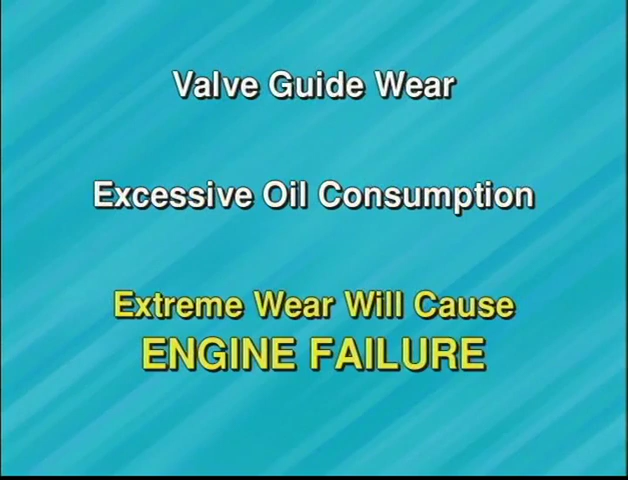 Valve Guide Wear
Excessive Oil Consumption
Extreme Wear Will Cause
ENGINE FAILURE